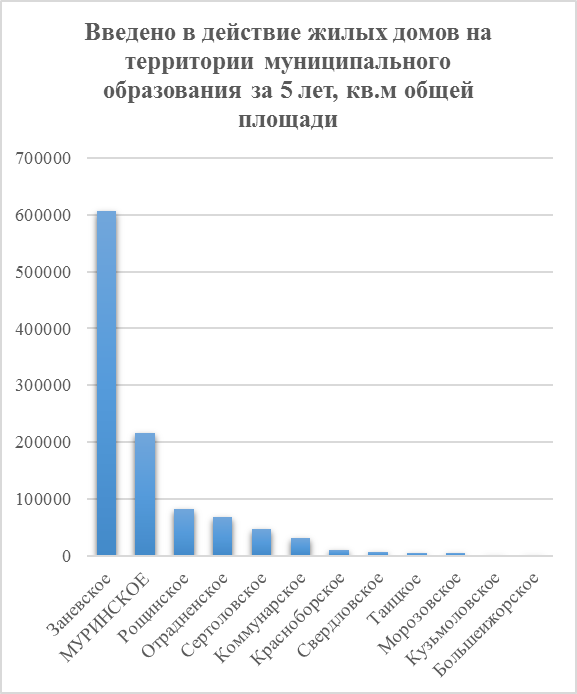 Введено в действие жилых домов на
территории муниципального
образования за 5 лет, кв.м общей
площади
700000
600000
500000
400000
300000
200000
100000
0
Заневское
МУРИНСКОЕ
Рощинское
Отрадненское
Сертоловское
Коммунарское
Красноборское
Свердловское
Таицкое
Морозовское
Кузьмоловское
Большеижорское